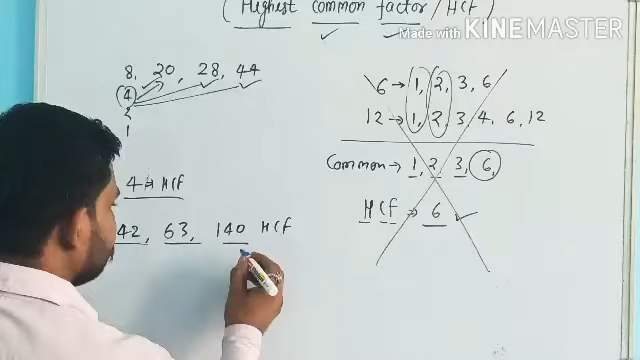 ( Highest common factor / HCF
Made with KINEMASTER
8, 20, 28, 44
4
2
1
4 → HCF
42, 63, 140 HCF
6 → 1, 2, 3, 6
12 → 1, 2, 3, 4, 6, 12
Common → 1, 2, 3, 6,
HCF ⇒ 6